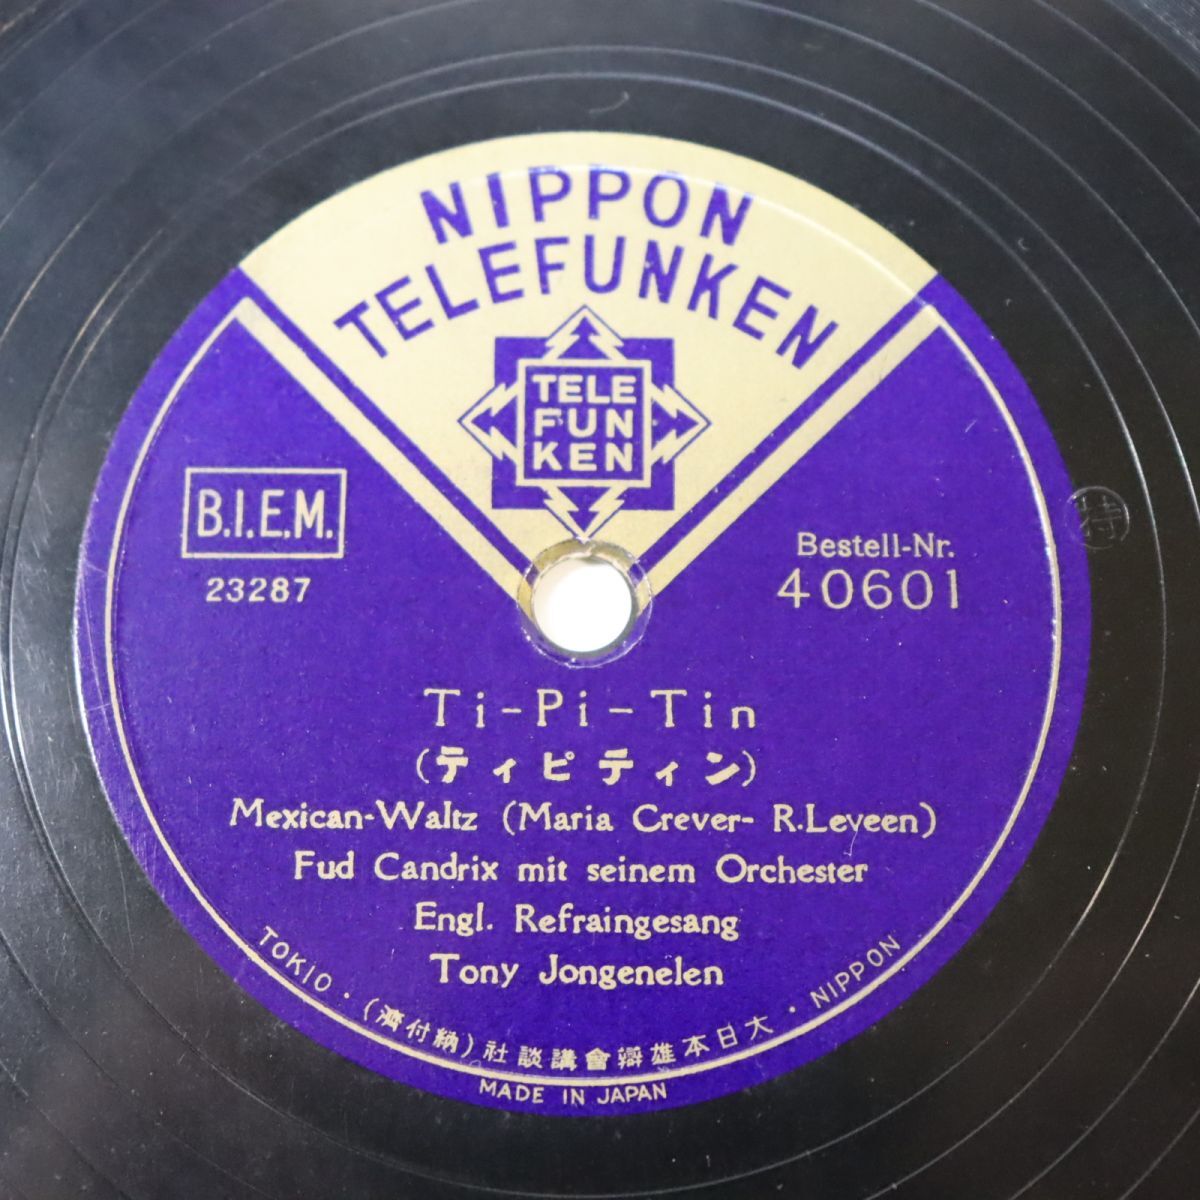 NIPPON
TELEFUNKEN
TELE
FUN
KEN
B.I.E.M.
23287
Bestell-Nr.
40601
Ti-Pi-Tin
(ティピティン)
Mexican-Waltz (Maria Crever- R.Leveen)
Fud Candrix mit seinem Orchester
Engl. Refraingesang
Tony Jongenelen
TOKIO・(濟付納)社談講會辯雄本日大・NIPPON
MADE IN JAPAN